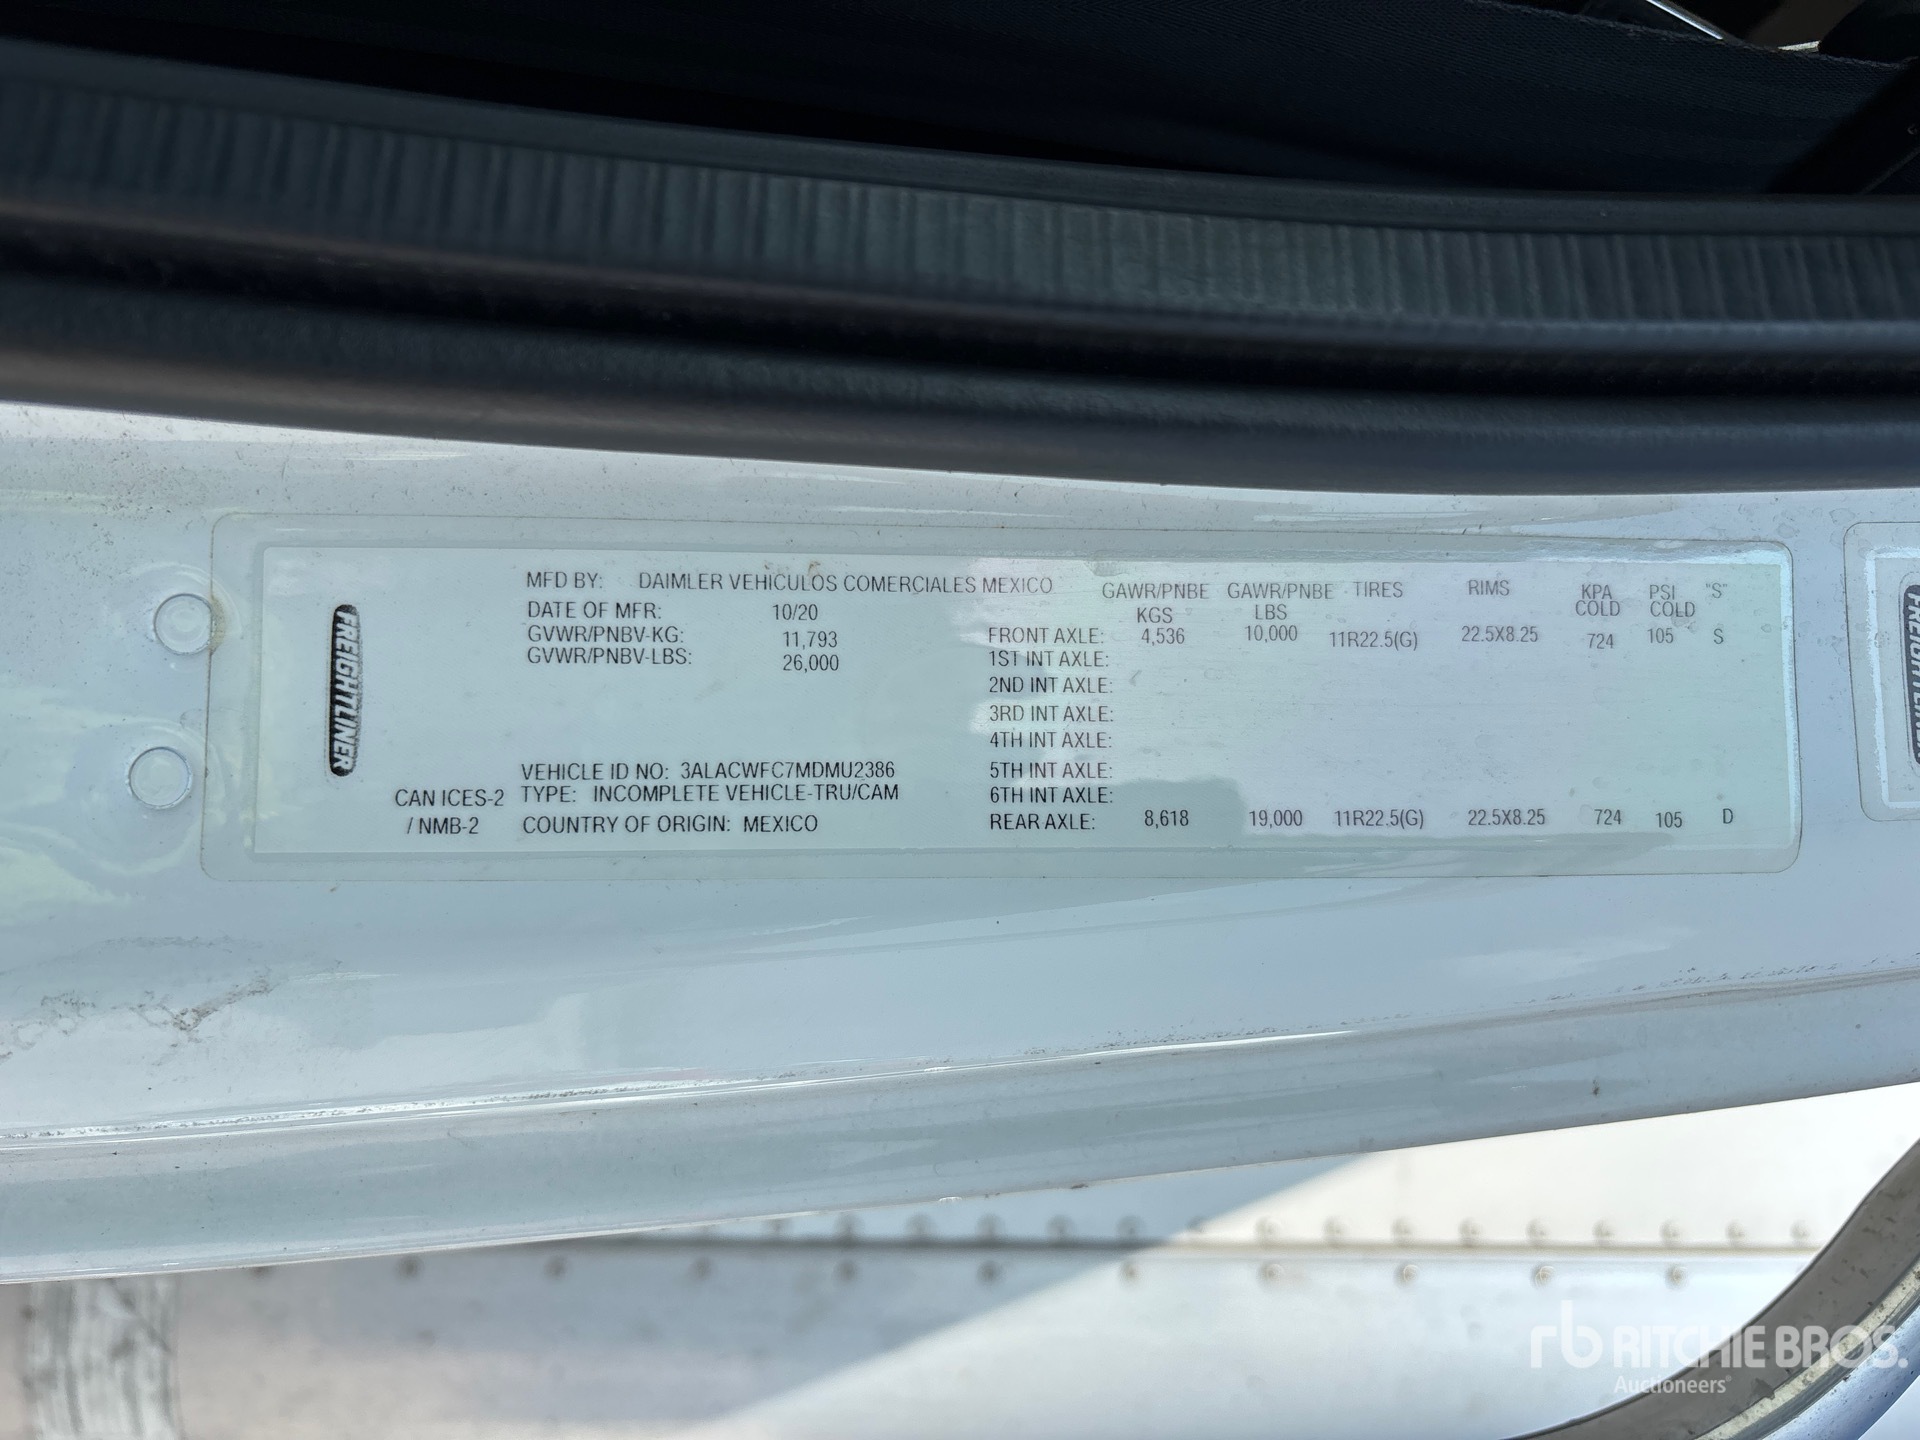 FREIGHTLINER
MFD BY: DAIMLER VEHICULOS COMERCIALES MEXICO
DATE OF MFR: 10/20
GVWR/PNBV-KG: 11,793
GVWR/PNBV-LBS: 26,000
VEHICLE ID NO: 3ALACWFC7MDMU2386
CAN ICES-2 TYPE: INCOMPLETE VEHICLE-TRU/CAM
/ NMB-2 COUNTRY OF ORIGIN: MEXICO
GAWR/PNBE GAWR/PNBE TIRES RIMS KPA PSI "S"
KGS LBS COLD COLD
FRONT AXLE: 4,536 10,000 11R22.5(G) 22.5X8.25 724 105 S
1ST INT AXLE:
2ND INT AXLE:
3RD INT AXLE:
4TH INT AXLE:
5TH INT AXLE:
6TH INT AXLE:
REAR AXLE: 8,618 19,000 11R22.5(G) 22.5X8.25 724 105 D
FREIGHTLINER
rb RITCHIE BROS.
Auctioneers